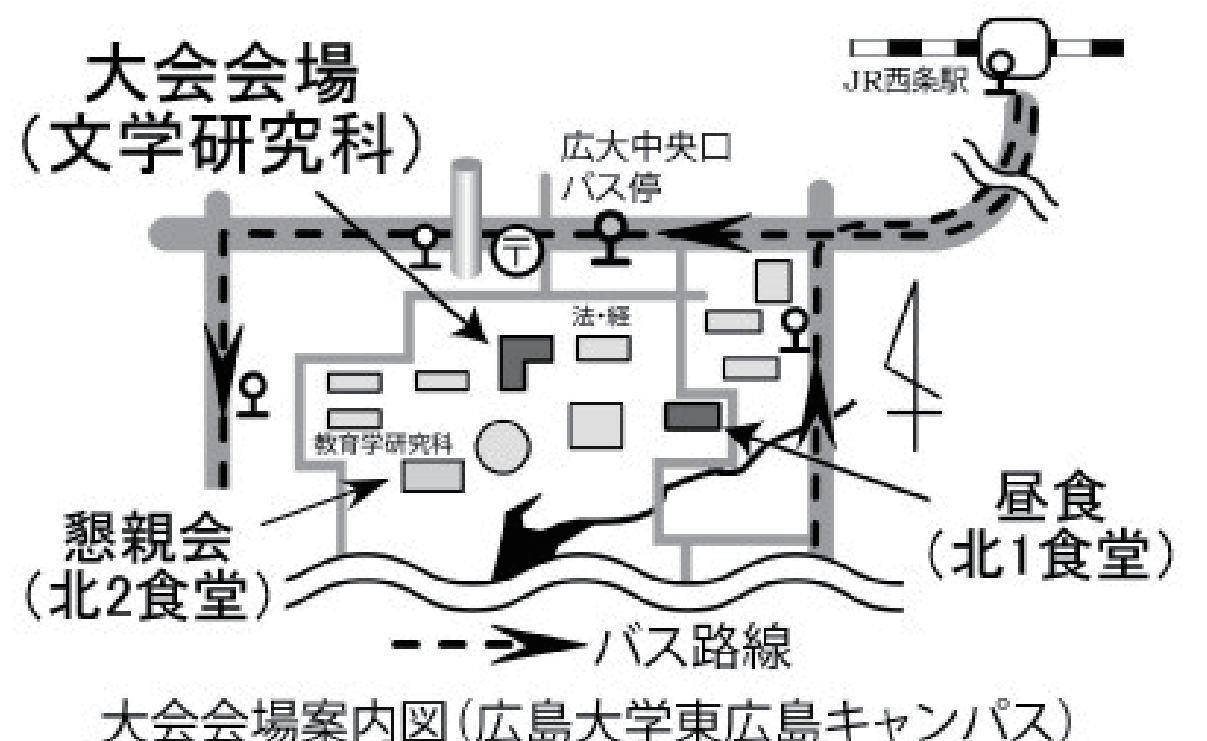 大会会場
（文学研究科）
JR西条駅
広大中央口
バス停
〒
法・経
教育学研究科
懇親会
（北2食堂）
昼食
（北1食堂）
バス路線
大会会場案内図（広島大学東広島キャンパス）